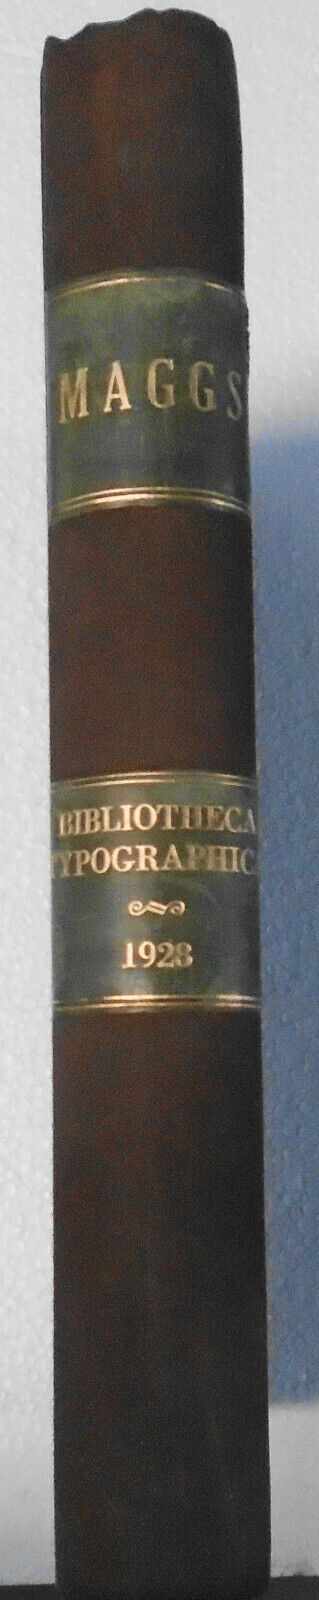 MAGGS
BIBLIOTHECA
TYPOGRAPHICA
1928